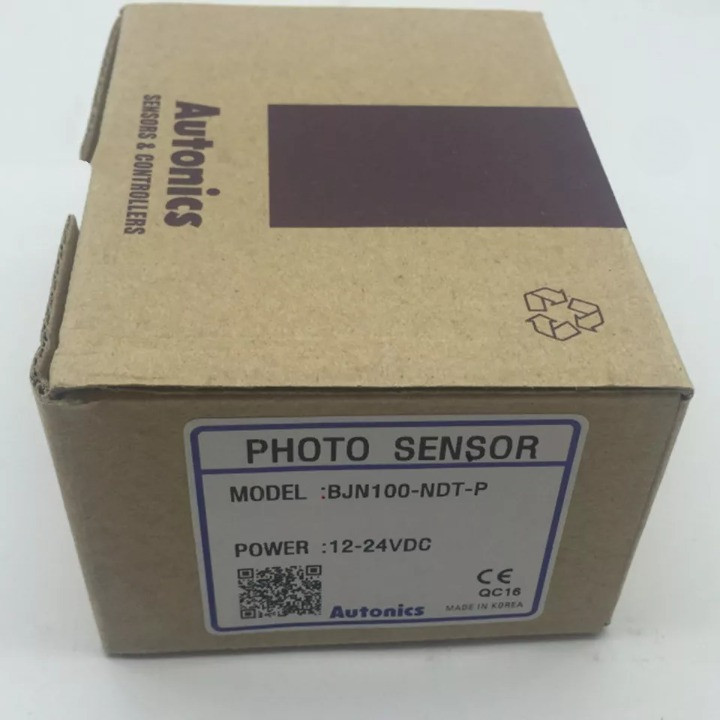 Autonics
SENSORS & CONTROLLERS
PHOTO SENSOR
MODEL :BJN100-NDT-P
POWER :12-24VDC
CE
QC16
Autonics
MADE IN KOREA